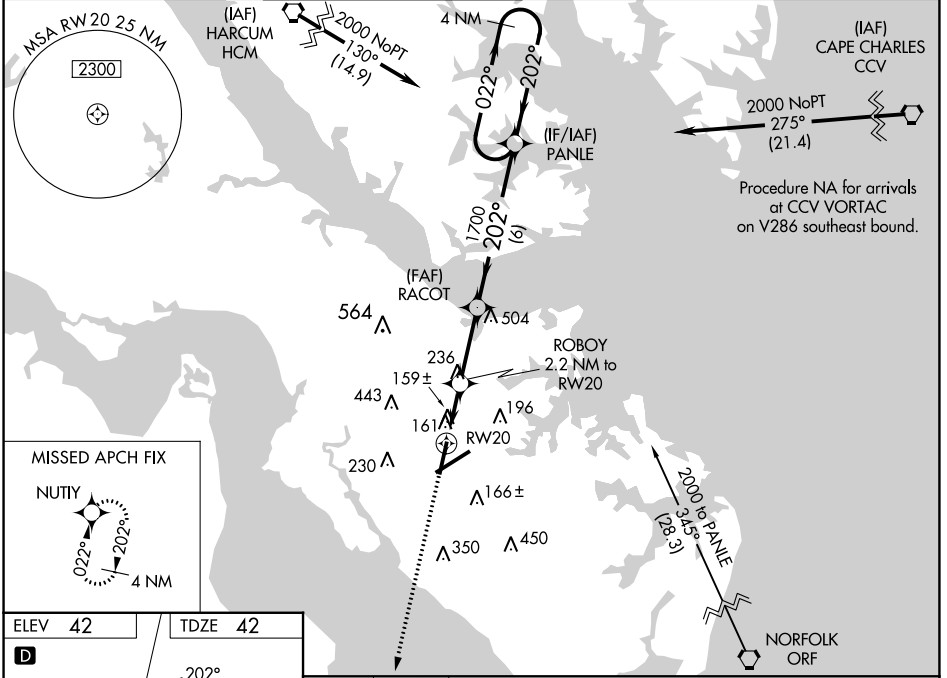 MSA RW20 25 NM
2300
(IAF)
HARCUM
HCM
2000 NoPT
130°
(14.9)
4 NM
022°
202°
(IF/IAF)
PANLE
(IAF)
CAPE CHARLES
CCV
2000 NoPT
275°
(21.4)
Procedure NA for arrivals
at CCV VORTAC
on V286 southeast bound.
1700
202°
(6)
(FAF)
RACOT
564
504
ROBOY
2.2 NM to
RW20
236
159±
443
161
196
RW20
230
166±
350
450
MISSED APCH FIX
NUTIY
022°
202°
4 NM
2000 to PANLE
345°
(28.3)
NORFOLK
ORF
ELEV 42
TDZE 42
D
202°